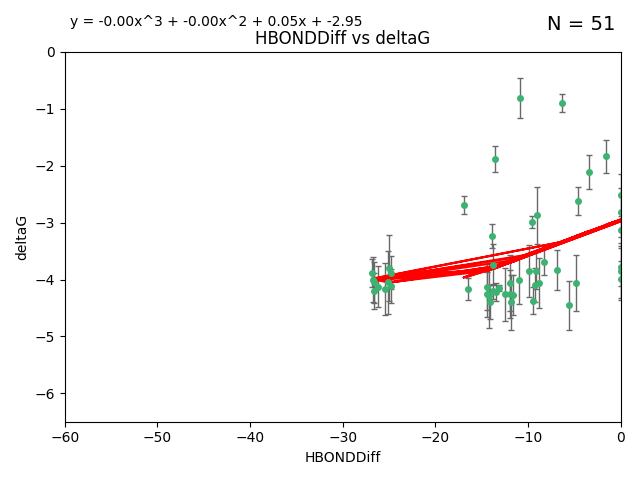 y = -0.00x^3 + -0.00x^2 + 0.05x + -2.95
N = 51
HBONDDiff vs deltaG
0
−1
−2
−3
−4
−5
−6
deltaG
−60 −50 −40 −30 −20 −10 0
HBONDDiff